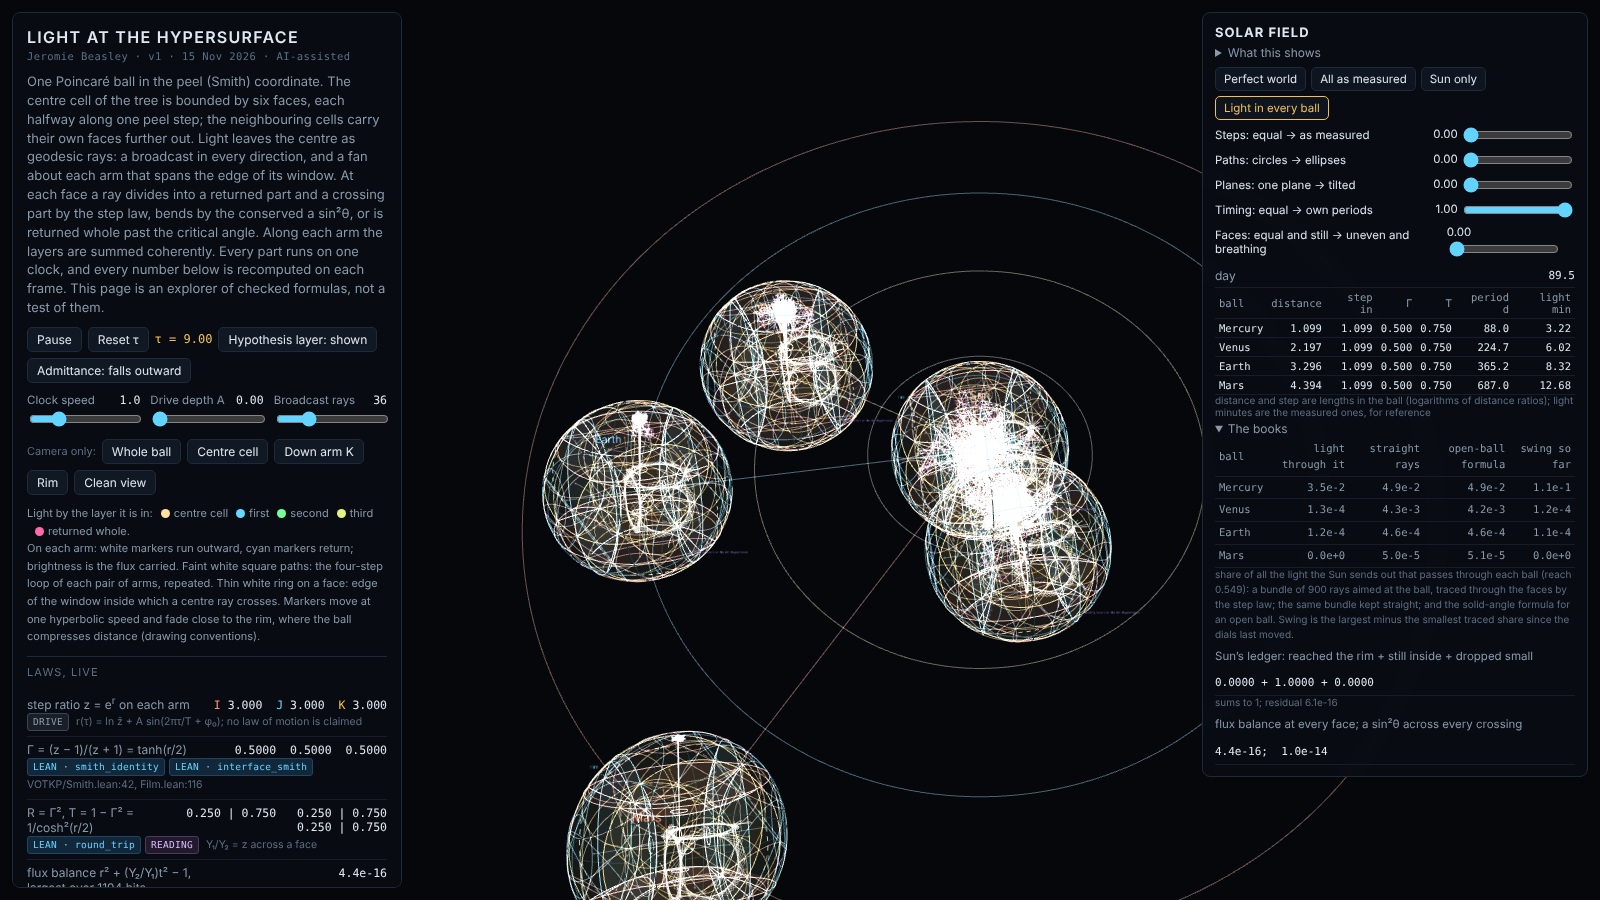 LIGHT AT THE HYPERSURFACE
Jeromie Beasley · v1 · 15 Nov 2026 · AI-assisted
One Poincaré ball in the peel (Smith) coordinate. The
centre cell of the tree is bounded by six faces, each
halfway along one peel step; the neighbouring cells carry
their own faces further out. Light leaves the centre as
geodesic rays: a broadcast in every direction, and a fan
about each arm that spans the edge of its window. At
each face a ray divides into a returned part and a crossing
part by the step law, bends by the conserved a sin²θ, or is
returned whole past the critical angle. Along each arm the
layers are summed coherently. Every part runs on one
clock, and every number below is recomputed on each
frame. This page is an explorer of checked formulas, not a
test of them.
Pause
Reset τ
τ = 9.00
Hypothesis layer: shown
Admittance: falls outward
Clock speed 1.0 Drive depth A 0.00 Broadcast rays 36
Camera only:
Whole ball
Centre cell
Down arm K
Rim
Clean view
Light by the layer it is in: centre cell first second third
returned whole.
On each arm: white markers run outward, cyan markers return;
brightness is the flux carried. Faint white square paths: the four-step
loop of each pair of arms, repeated. Thin white ring on a face: edge
of the window inside which a centre ray crosses. Markers move at
one hyperbolic speed and fade close to the rim, where the ball
compresses distance (drawing conventions).
LAWS, LIVE
step ratio z = eʳ on each arm I 3.000 J 3.000 K 3.000
DRIVE r(τ) = ln z̄ + A sin(2πτ/T + φ₀); no law of motion is claimed
Γ = (z − 1)/(z + 1) = tanh(r/2) 0.5000 0.5000 0.5000
LEAN · smith_identity LEAN · interface_smith
VOTKP/Smith.lean:42, Film.lean:116
R = Γ², T = 1 − Γ² = 0.250 | 0.750 0.250 | 0.750
1/cosh²(r/2) 0.250 | 0.750
LEAN · round_trip READING Y₁/Y₂ = z across a face
flux balance r² + (Y₂/Y₁)t² − 1, 4.4e-16
largest over 1104 hits
Earth
Mars
SOLAR FIELD
▶ What this shows
Perfect world
All as measured
Sun only
Light in every ball
Steps: equal → as measured 0.00
Paths: circles → ellipses 0.00
Planes: one plane → tilted 0.00
Timing: equal → own periods 1.00
Faces: equal and still → uneven and 0.00
breathing
day 89.5
ball distance step in Γ T period d light min
Mercury 1.099 1.099 0.500 0.750 88.0 3.22
Venus 2.197 1.099 0.500 0.750 224.7 6.02
Earth 3.296 1.099 0.500 0.750 365.2 8.32
Mars 4.394 1.099 0.500 0.750 687.0 12.68
distance and step are lengths in the ball (logarithms of distance ratios); light
minutes are the measured ones, for reference
▼ The books
ball light through it straight rays open-ball formula swing so far
Mercury 3.5e-2 4.9e-2 4.9e-2 1.1e-1
Venus 1.3e-4 4.3e-3 4.2e-3 1.2e-4
Earth 1.2e-4 4.6e-4 4.6e-4 1.1e-4
Mars 0.0e+0 5.0e-5 5.1e-5 0.0e+0
share of all the light the Sun sends out that passes through each ball (reach
0.549): a bundle of 900 rays aimed at the ball, traced through the faces by
the step law; the same bundle kept straight; and the solid-angle formula for
an open ball. Swing is the largest minus the smallest traced share since the
dials last moved.
Sun's ledger: reached the rim + still inside + dropped small
0.0000 + 1.0000 + 0.0000
sums to 1; residual 6.1e-16
flux balance at every face; a sin²θ across every crossing
4.4e-16; 1.0e-14